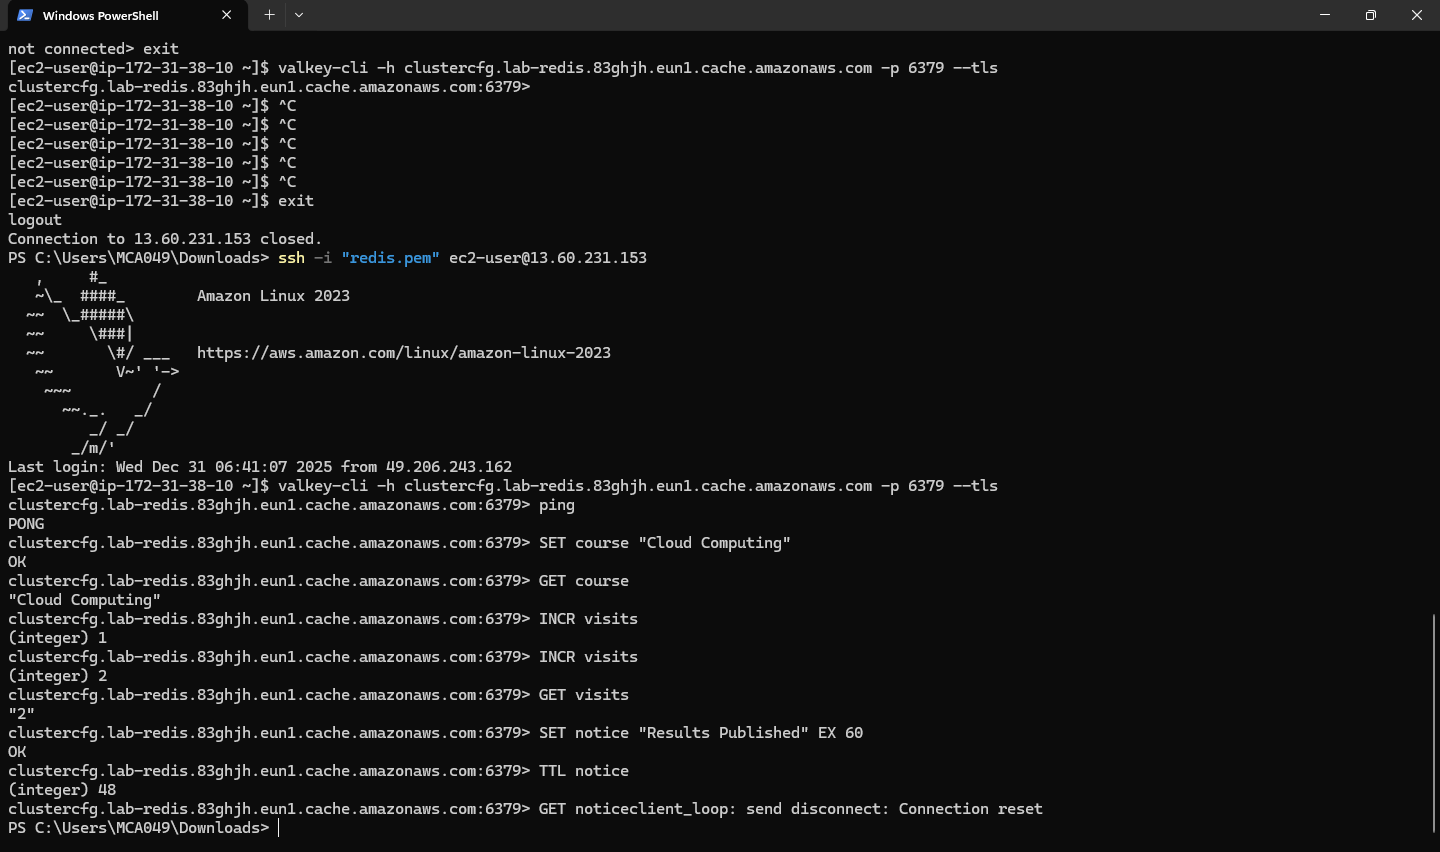 Windows PowerShell
not connected> exit
[ec2-user@ip-172-31-38-10 ~]$ valkey-cli -h clustercfg.lab-redis.83ghjh.eun1.cache.amazonaws.com -p 6379 --tls
clustercfg.lab-redis.83ghjh.eun1.cache.amazonaws.com:6379>
[ec2-user@ip-172-31-38-10 ~]$ ^C
[ec2-user@ip-172-31-38-10 ~]$ ^C
[ec2-user@ip-172-31-38-10 ~]$ ^C
[ec2-user@ip-172-31-38-10 ~]$ ^C
[ec2-user@ip-172-31-38-10 ~]$ ^C
[ec2-user@ip-172-31-38-10 ~]$ exit
logout
Connection to 13.60.231.153 closed.
PS C:\Users\MCA049\Downloads> ssh -i "redis.pem" ec2-user@13.60.231.153
   ,     #_
   ~\_  ####_        Amazon Linux 2023
  ~~  \_#####\
  ~~     \###|
  ~~       \#/ ___   https://aws.amazon.com/linux/amazon-linux-2023
   ~~       V~' '->
    ~~~         /
      ~~._.   _/
         _/ _/
       _/m/'
Last login: Wed Dec 31 06:41:07 2025 from 49.206.243.162
[ec2-user@ip-172-31-38-10 ~]$ valkey-cli -h clustercfg.lab-redis.83ghjh.eun1.cache.amazonaws.com -p 6379 --tls
clustercfg.lab-redis.83ghjh.eun1.cache.amazonaws.com:6379> ping
PONG
clustercfg.lab-redis.83ghjh.eun1.cache.amazonaws.com:6379> SET course "Cloud Computing"
OK
clustercfg.lab-redis.83ghjh.eun1.cache.amazonaws.com:6379> GET course
"Cloud Computing"
clustercfg.lab-redis.83ghjh.eun1.cache.amazonaws.com:6379> INCR visits
(integer) 1
clustercfg.lab-redis.83ghjh.eun1.cache.amazonaws.com:6379> INCR visits
(integer) 2
clustercfg.lab-redis.83ghjh.eun1.cache.amazonaws.com:6379> GET visits
"2"
clustercfg.lab-redis.83ghjh.eun1.cache.amazonaws.com:6379> SET notice "Results Published" EX 60
OK
clustercfg.lab-redis.83ghjh.eun1.cache.amazonaws.com:6379> TTL notice
(integer) 48
clustercfg.lab-redis.83ghjh.eun1.cache.amazonaws.com:6379> GET noticeclient_loop: send disconnect: Connection reset
PS C:\Users\MCA049\Downloads>